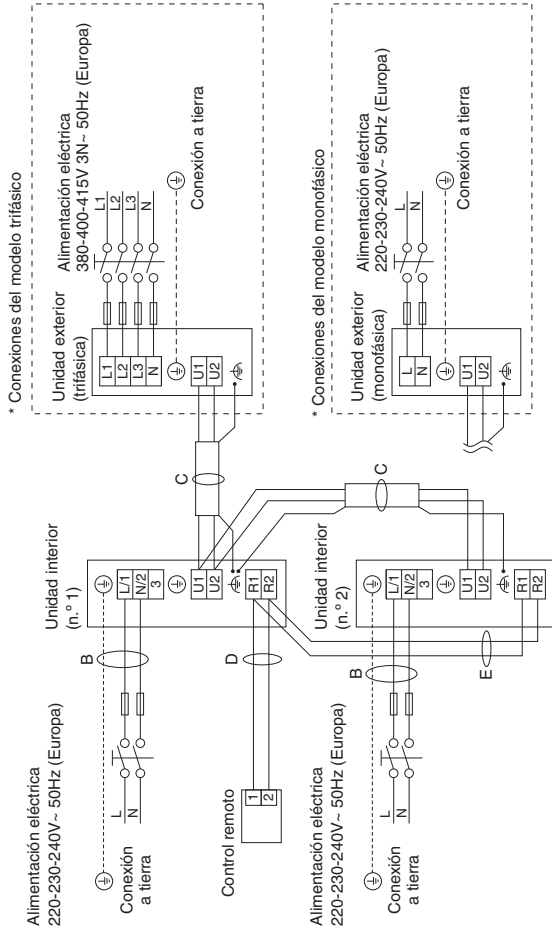 Alimentación eléctrica
220-230-240V~ 50Hz (Europa)
L
N
Conexión
a tierra
B
Unidad interior
(n.º 1)
L/1
N/2
3
U1
U2
R1
R2
Control remoto
1
2
D
C
* Conexiones del modelo trifásico
Unidad exterior
(trifásica)
L1
L2
L3
N
U1
U2
Alimentación eléctrica
380-400-415V 3N~ 50Hz (Europa)
L1
L2
L3
N
Conexión a tierra
Alimentación eléctrica
220-230-240V~ 50Hz (Europa)
L
N
Conexión
a tierra
B
E
Unidad interior
(n.º 2)
L/1
N/2
3
U1
U2
R1
R2
C
* Conexiones del modelo monofásico
Unidad exterior
(monofásica)
L
N
U1
U2
Alimentación eléctrica
220-230-240V~ 50Hz (Europa)
L
N
Conexión a tierra